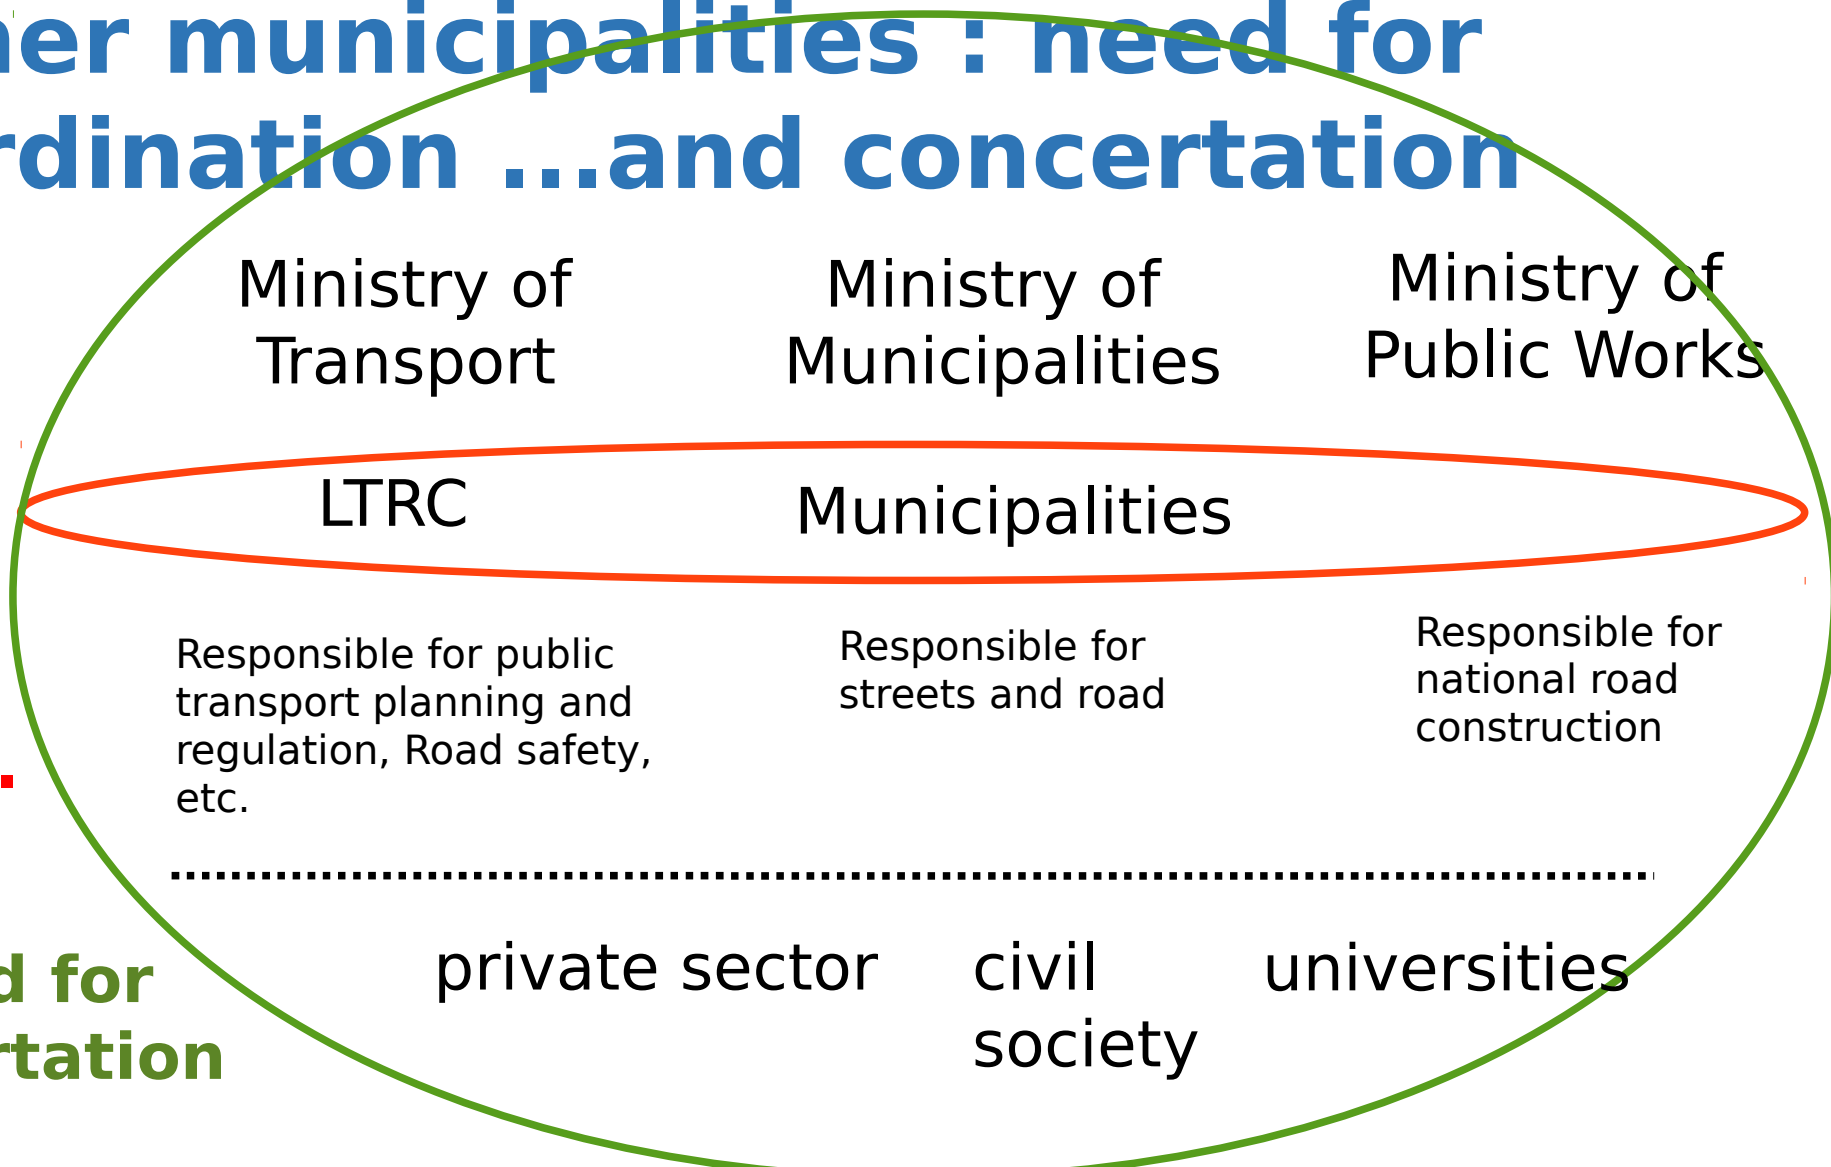 her municipalities : need for
rdination ...and concertation
Ministry of
Transport
Ministry of
Municipalities
Ministry of
Public Works
LTRC
Municipalities
Responsible for public
transport planning and
regulation, Road safety,
etc.
Responsible for
streets and road
Responsible for
national road
construction
.
private sector
civil
society
universities
d for
rtation